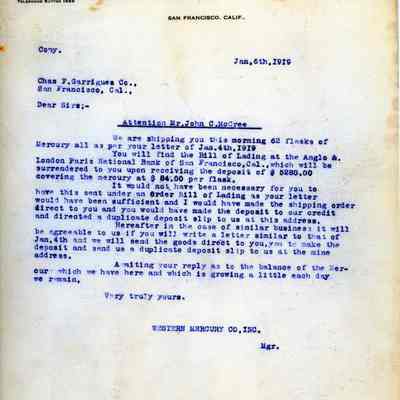 TELEPHONE SUTTER 1266
SAN FRANCISCO, CALIF.,
Copy.
Jan,6th,1919
Chas F.Garrigues Co.,
San Francisco, Cal.,
Dear Sirs;-
Attention Mr.John C.McCree
We are shipping you this morning 62 flasks of
Mercury all as per your letter of Jan.4th,1919
You will find the Bill of Lading at the Anglo &
London Paris National Bank of San Francisco,Cal.,which will be
surrendered to you upon receiving the deposit of $ 5280.00
covering the mercury at $ 84.00 per flask.
It would not have been necessary for you to
have this sent under an Order Bill of Lading as your letter
would have been sufficient and I would have made the shipping order
direct to you and you would have made the deposit to our credit
and directed a duplicate deposit slip to us at this address.
Hereafter in the case of similar business it will
be agreeable to us if you will write a letter similar to that of
Jan,4th and we will send the goods direct to you,you to make the
deposit and send us a duplicate deposit slip to us at the mine
address.
Awaiting your reply as to the balance of the Mer-
cury which we have here and which is growing a little each day
we remain,
Very truly yours.
WESTERN MERCURY CO,INC.
Mgr.